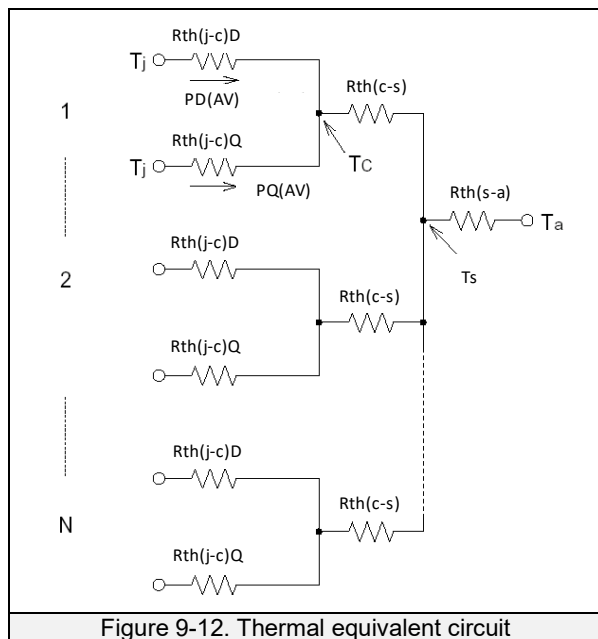 Rth(j-c)D
Tj
PD(AV)
Rth(c-s)
1
Rth(j-c)Q
Tj
PQ(AV)
TC
Rth(s-a)
Ta
Ts
Rth(j-c)D
2
Rth(c-s)
Rth(j-c)Q
Rth(j-c)D
Rth(c-s)
N
Rth(j-c)Q
Figure 9-12. Thermal equivalent circuit